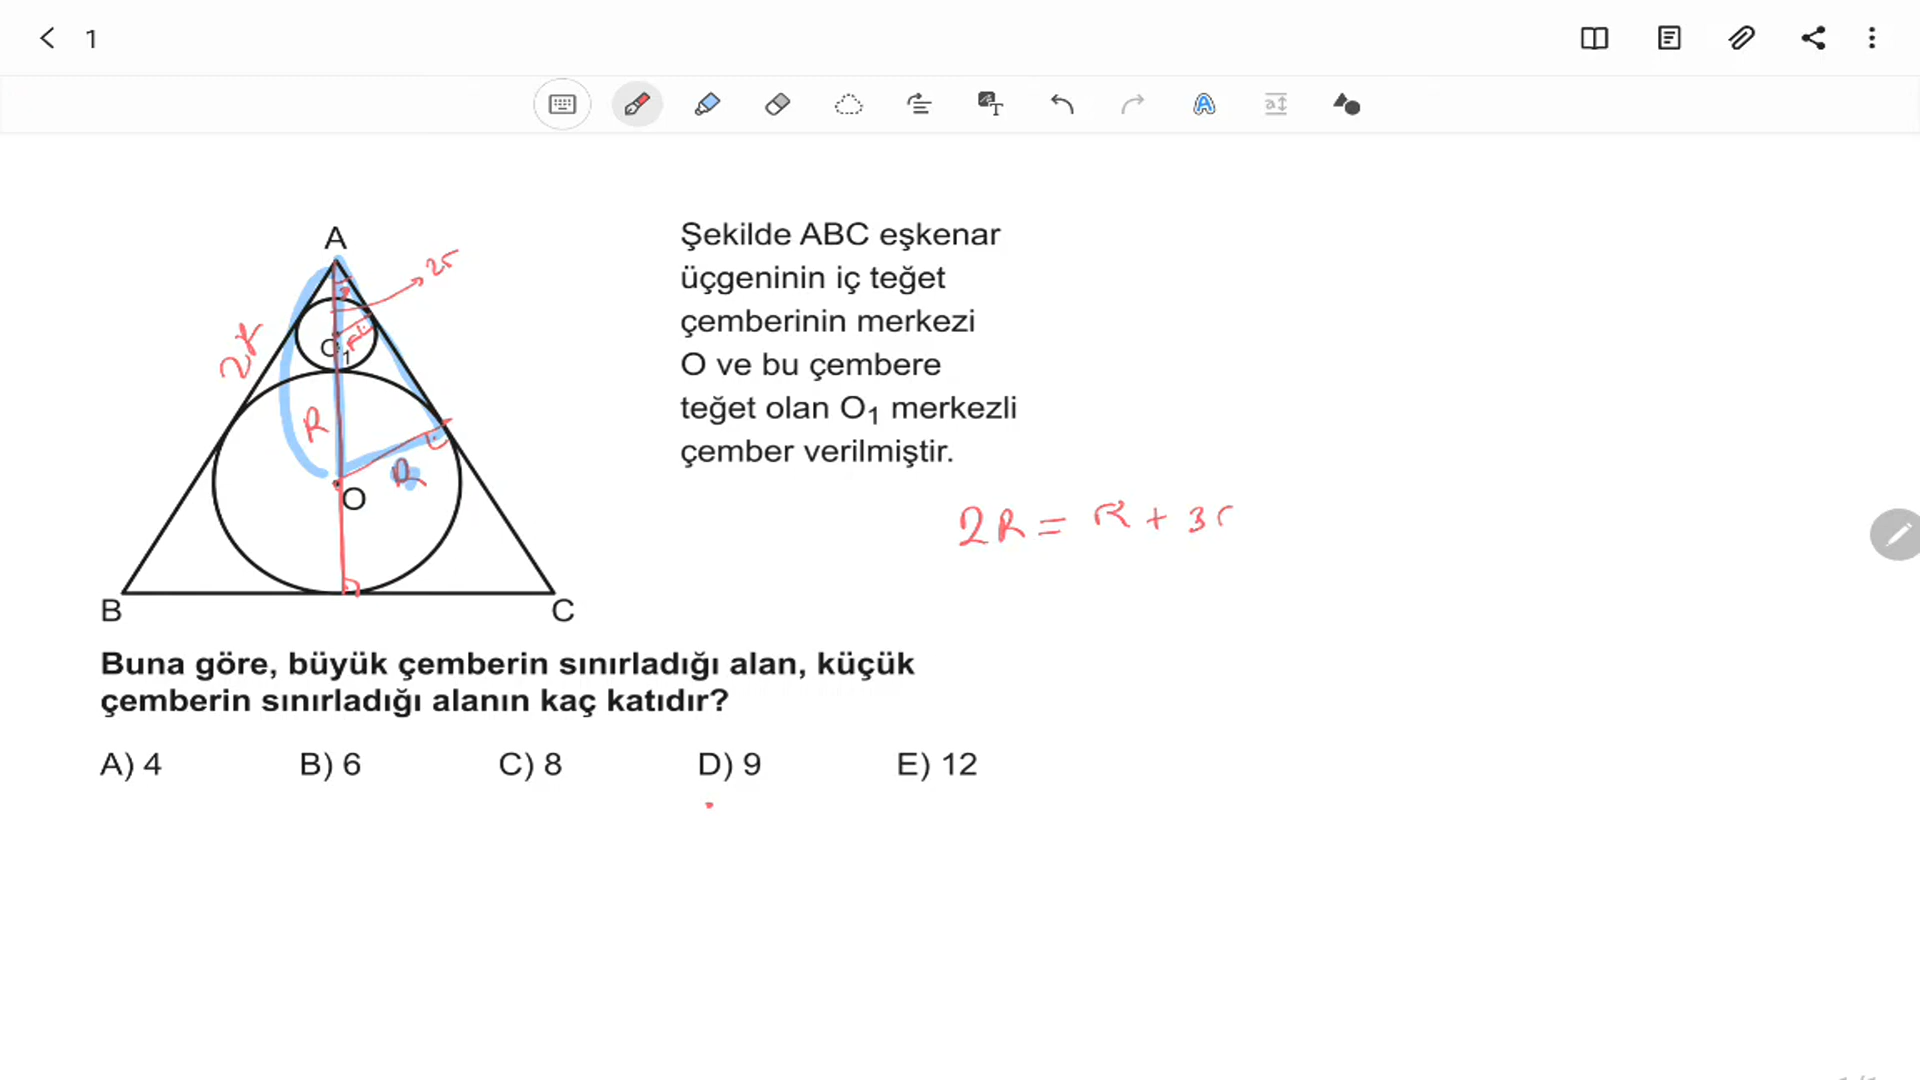 1
A
2r
2r
r
O1
R
R
O
B
C
Şekilde ABC eşkenar
üçgeninin iç teğet
çemberinin merkezi
O ve bu çembere
teğet olan O1 merkezli
çember verilmiştir.
2R = R + 3r
Buna göre, büyük çemberin sınırladığı alan, küçük
çemberin sınırladığı alanın kaç katıdır?
A) 4 B) 6 C) 8 D) 9 E) 12